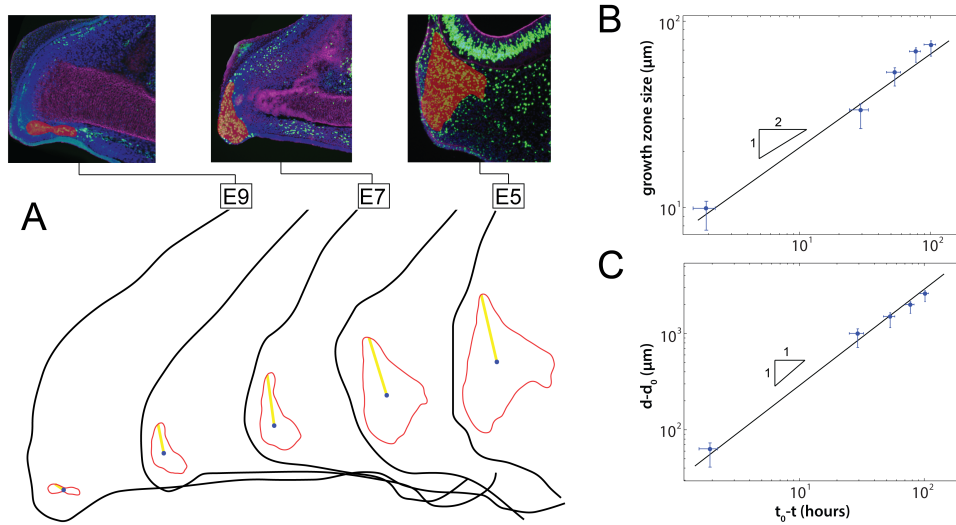 E9
E7
E5
A
B
growth zone size (µm)
10²
10¹
2
1
10¹
10²
C
d-d₀ (µm)
10³
10²
1
1
10¹
10²
t₀-t (hours)